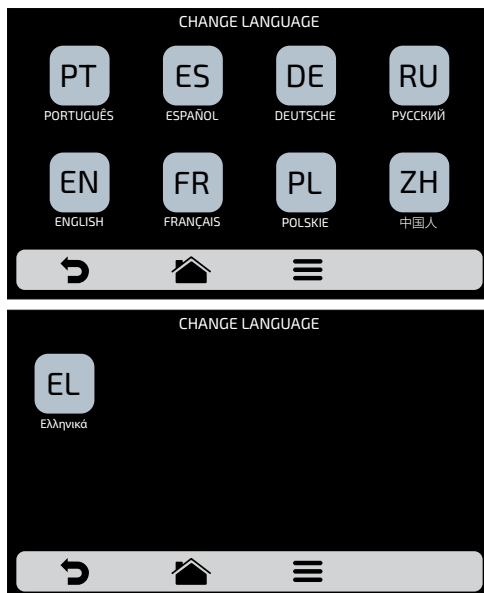 CHANGE LANGUAGE
PT ES DE RU
PORTUGUÊS ESPAÑOL DEUTSCHE РУССКИЙ
EN FR PL ZH
ENGLISH FRANÇAIS POLSKIE 中国人
CHANGE LANGUAGE
EL
Ελληνικά